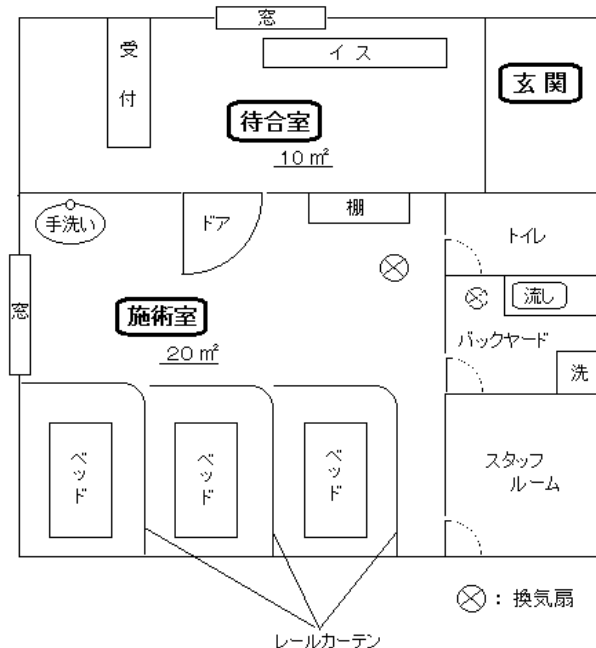 窓
受付
イス
玄関
待合室
10㎡
手洗い
ドア
棚
トイレ
窓
施術室
20㎡
流し
バックヤード
洗
ベッド
ベッド
ベッド
スタッフ
ルーム
：換気扇
レールカーテン